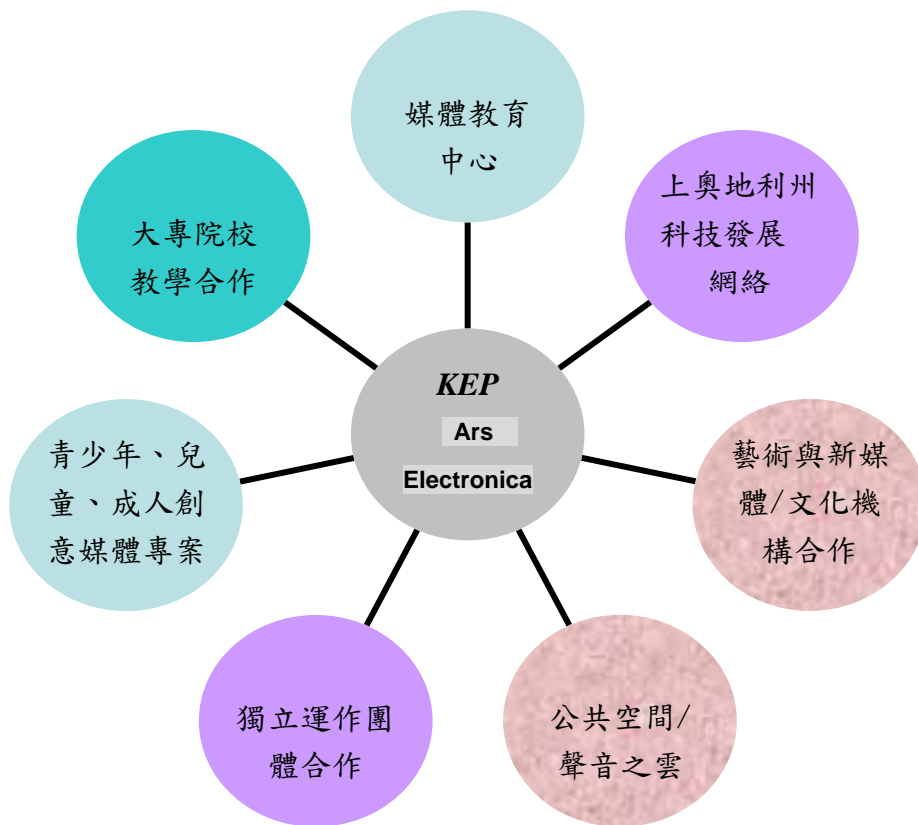 媒體教育
中心
上奧地利州
科技發展
網絡
藝術與新媒
體/文化機
構合作
公共空間/
聲音之雲
獨立運作團
體合作
青少年、兒
童、成人創
意媒體專案
大專院校
教學合作
KEP
Ars
Electronica